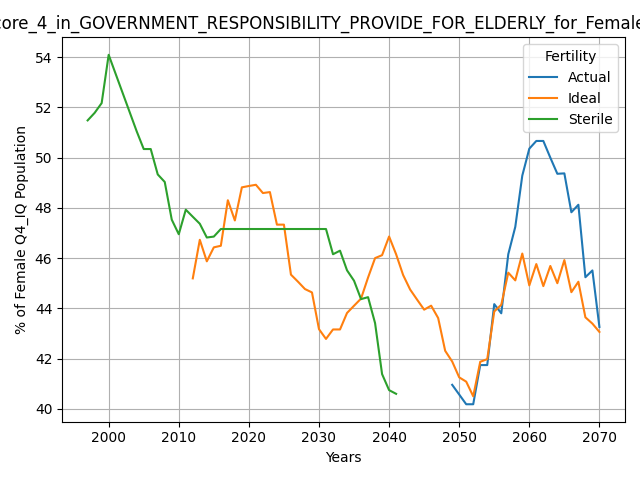 core_4_in_GOVERNMENT_RESPONSIBILITY_PROVIDE_FOR_ELDERLY_for_Female
Fertility
Actual
Ideal
Sterile
% of Female Q4_IQ Population
54
52
50
48
46
44
42
40
2000 2010 2020 2030 2040 2050 2060 2070
Years